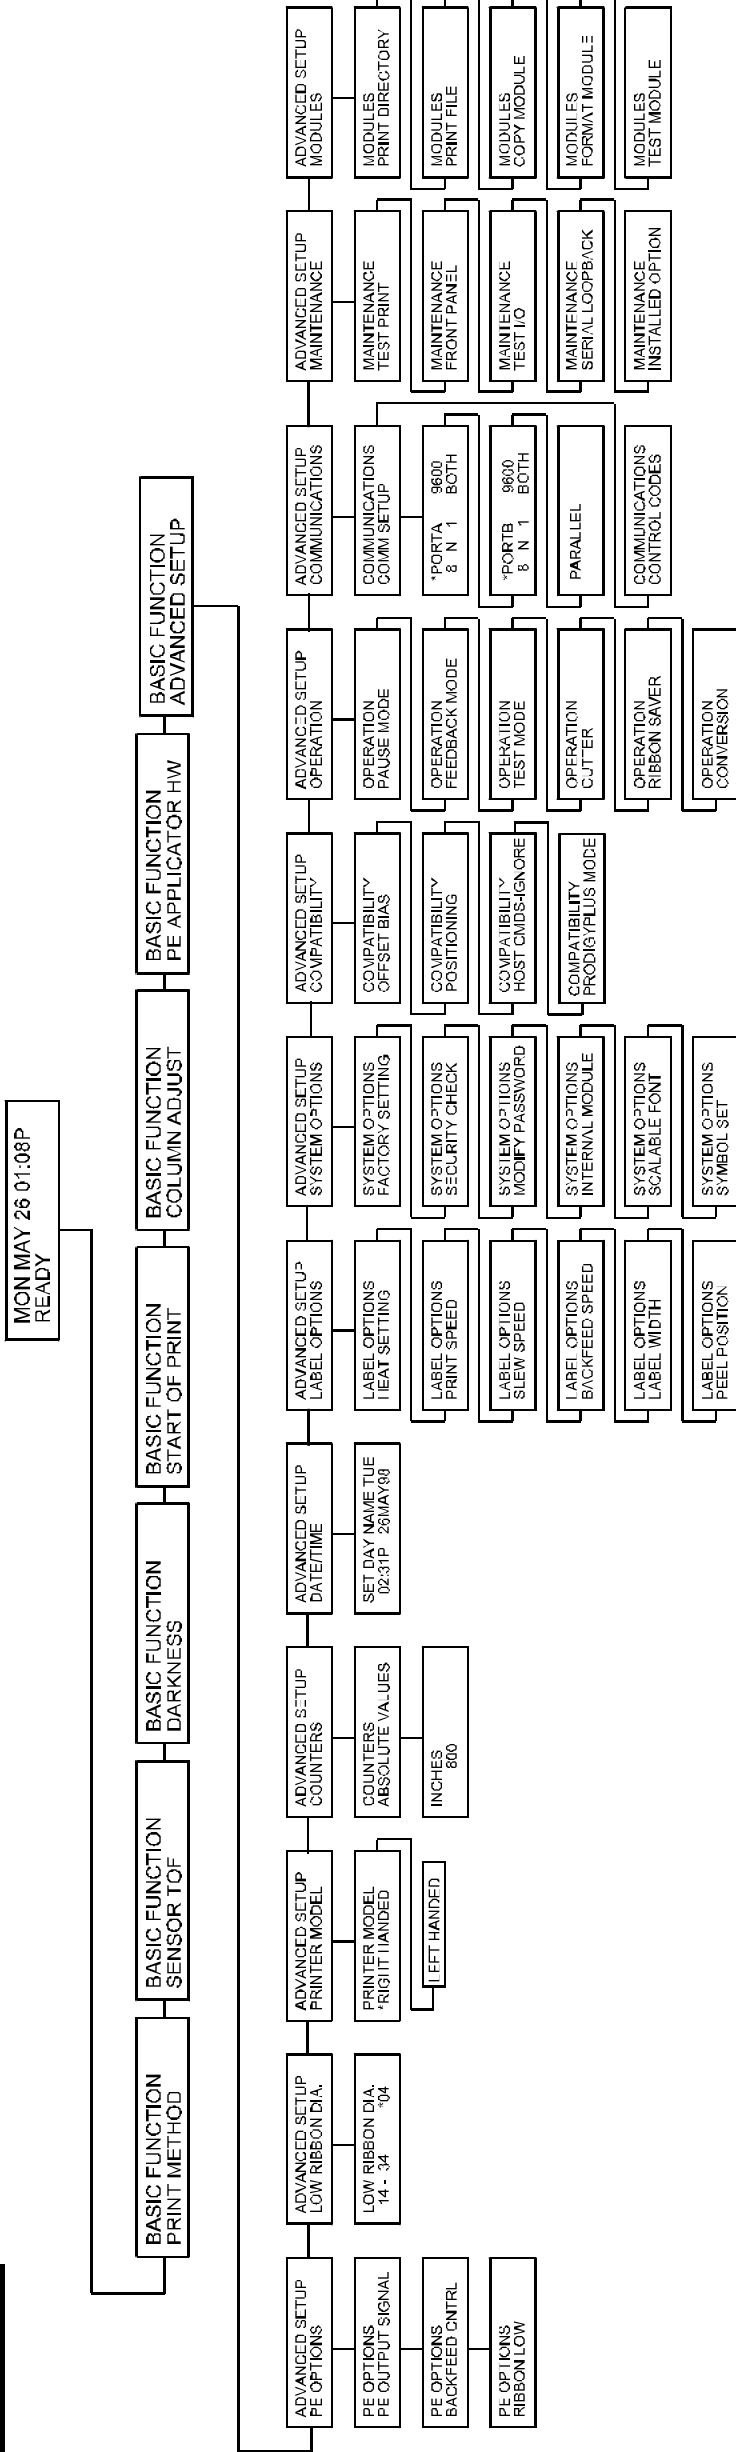 MON MAY 26 01:08P
READY
BASIC FUNCTION
PRINT METHOD
BASIC FUNCTION
SENSOR TOF
BASIC FUNCTION
DARKNESS
BASIC FUNCTION
START OF PRINT
BASIC FUNCTION
COLUMN ADJUST
BASIC FUNCTION
PE APPLICATOR HW
BASIC FUNCTION
ADVANCED SETUP
ADVANCED SETUP
PE OPTIONS
PE OPTIONS
PE OUTPUT SIGNAL
PE OPTIONS
BACKFEED CNTRL
PE OPTIONS
RIBBON LOW
ADVANCED SETUP
LOW RIBBON DIA.
LOW RIBBON DIA.
14 - 34 *04
ADVANCED SETUP
PRINTER MODEL
PRINTER MODEL
*RIGHT HANDED
LEFT HANDED
ADVANCED SETUP
COUNTERS
COUNTERS
ABSOLUTE VALUES
INCHES
800
ADVANCED SETUP
DATE/TIME
SET DAY NAME TUE
02:31P 26MAY98
ADVANCED SETUP
LABEL OPTIONS
LABEL OPTIONS
HEAT SETTING
LABEL OPTIONS
PRINT SPEED
LABEL OPTIONS
SLEW SPEED
LABEL OPTIONS
BACKFEED SPEED
LABEL OPTIONS
LABEL WIDTH
LABEL OPTIONS
PEEL POSITION
ADVANCED SETUP
SYSTEM OPTIONS
SYSTEM OPTIONS
FACTORY SETTING
SYSTEM OPTIONS
SECURITY CHECK
SYSTEM OPTIONS
MODIFY PASSWORD
SYSTEM OPTIONS
INTERNAL MODULE
SYSTEM OPTIONS
SCALABLE FONT
SYSTEM OPTIONS
SYMBOL SET
ADVANCED SETUP
COMPATIBILITY
COMPATIBILITY
OFFSET BIAS
COMPATIBILITY
POSITIONING
COMPATIBILITY
HOST CMDS-IGNORE
COMPATIBILITY
PRODIGYPLUS MODE
ADVANCED SETUP
OPERATION
OPERATION
PAUSE MODE
OPERATION
FEEDBACK MODE
OPERATION
TEST MODE
OPERATION
CUTTER
OPERATION
RIBBON SAVER
OPERATION
CONVERSION
ADVANCED SETUP
COMMUNICATIONS
COMMUNICATIONS
COMM SETUP
*PORTA 9600
8 N 1 BOTH
*PORTB 9600
8 N 1 BOTH
PARALLEL
COMMUNICATIONS
CONTROL CODES
ADVANCED SETUP
MAINTENANCE
MAINTENANCE
TEST PRINT
MAINTENANCE
FRONT PANEL
MAINTENANCE
TEST I/O
MAINTENANCE
SERIAL LOOPBACK
MAINTENANCE
INSTALLED OPTION
ADVANCED SETUP
MODULES
MODULES
PRINT DIRECTORY
MODULES
PRINT FILE
MODULES
COPY MODULE
MODULES
FORMAT MODULE
MODULES
TEST MODULE